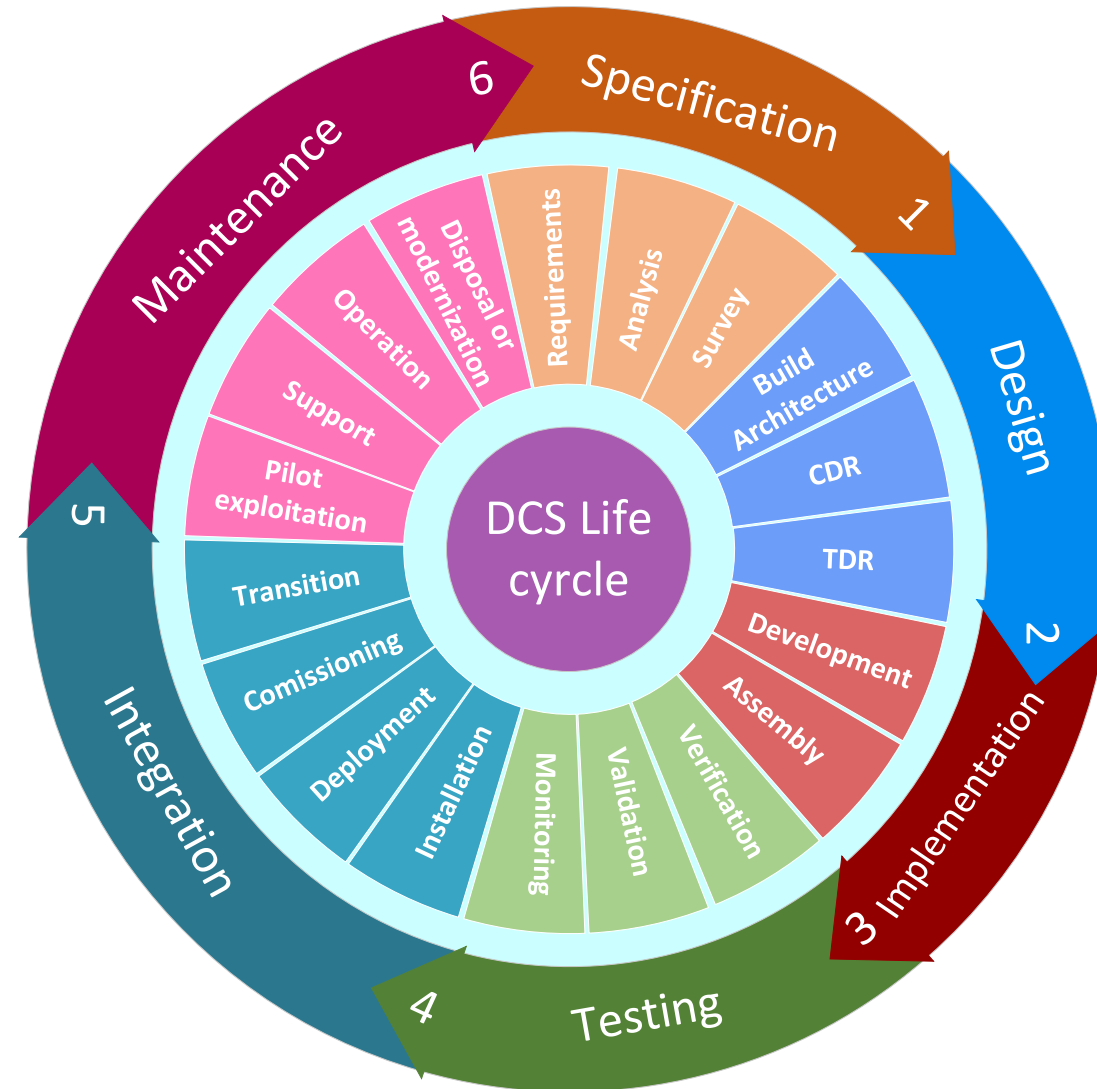 DCS Life
cyrcle
Specification
1
Design
2
Implementation
3
Testing
4
Integration
5
Maintenance
6
Requirements
Analysis
Survey
Build
Architecture
CDR
TDR
Development
Assembly
Verification
Validation
Monitoring
Installation
Deployment
Comissioning
Transition
Pilot
exploitation
Support
Operation
Disposal or
modernization